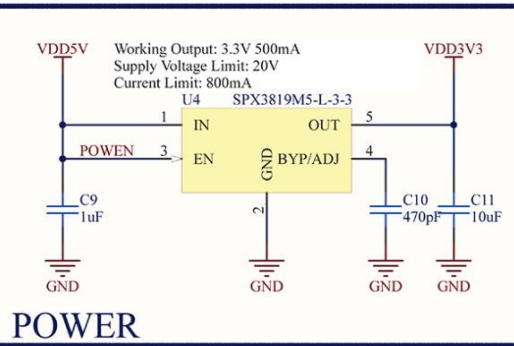 VDD5V
Working Output: 3.3V 500mA
Supply Voltage Limit: 20V
Current Limit: 800mA
VDD3V3
U4 SPX3819M5-L-3-3
1 IN OUT 5
POWEN 3 EN GND BYP/ADJ 4
2
C9
1uF
C10
470pF
C11
10uF
GND GND GND GND
POWER